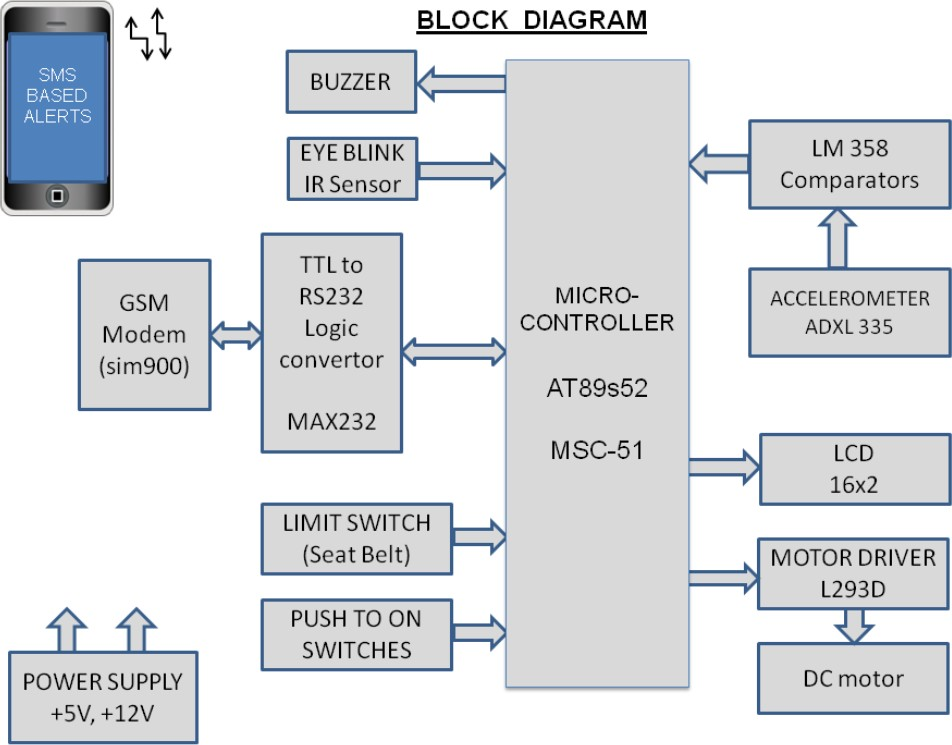 BLOCK DIAGRAM
SMS
BASED
ALERTS
BUZZER
EYE BLINK
IR Sensor
TTL to
RS232
Logic
convertor
MAX232
GSM
Modem
(sim900)
LIMIT SWITCH
(Seat Belt)
PUSH TO ON
SWITCHES
POWER SUPPLY
+5V, +12V
MICRO-
CONTROLLER
AT89s52
MSC-51
LM 358
Comparators
ACCELEROMETER
ADXL 335
LCD
16x2
MOTOR DRIVER
L293D
DC motor